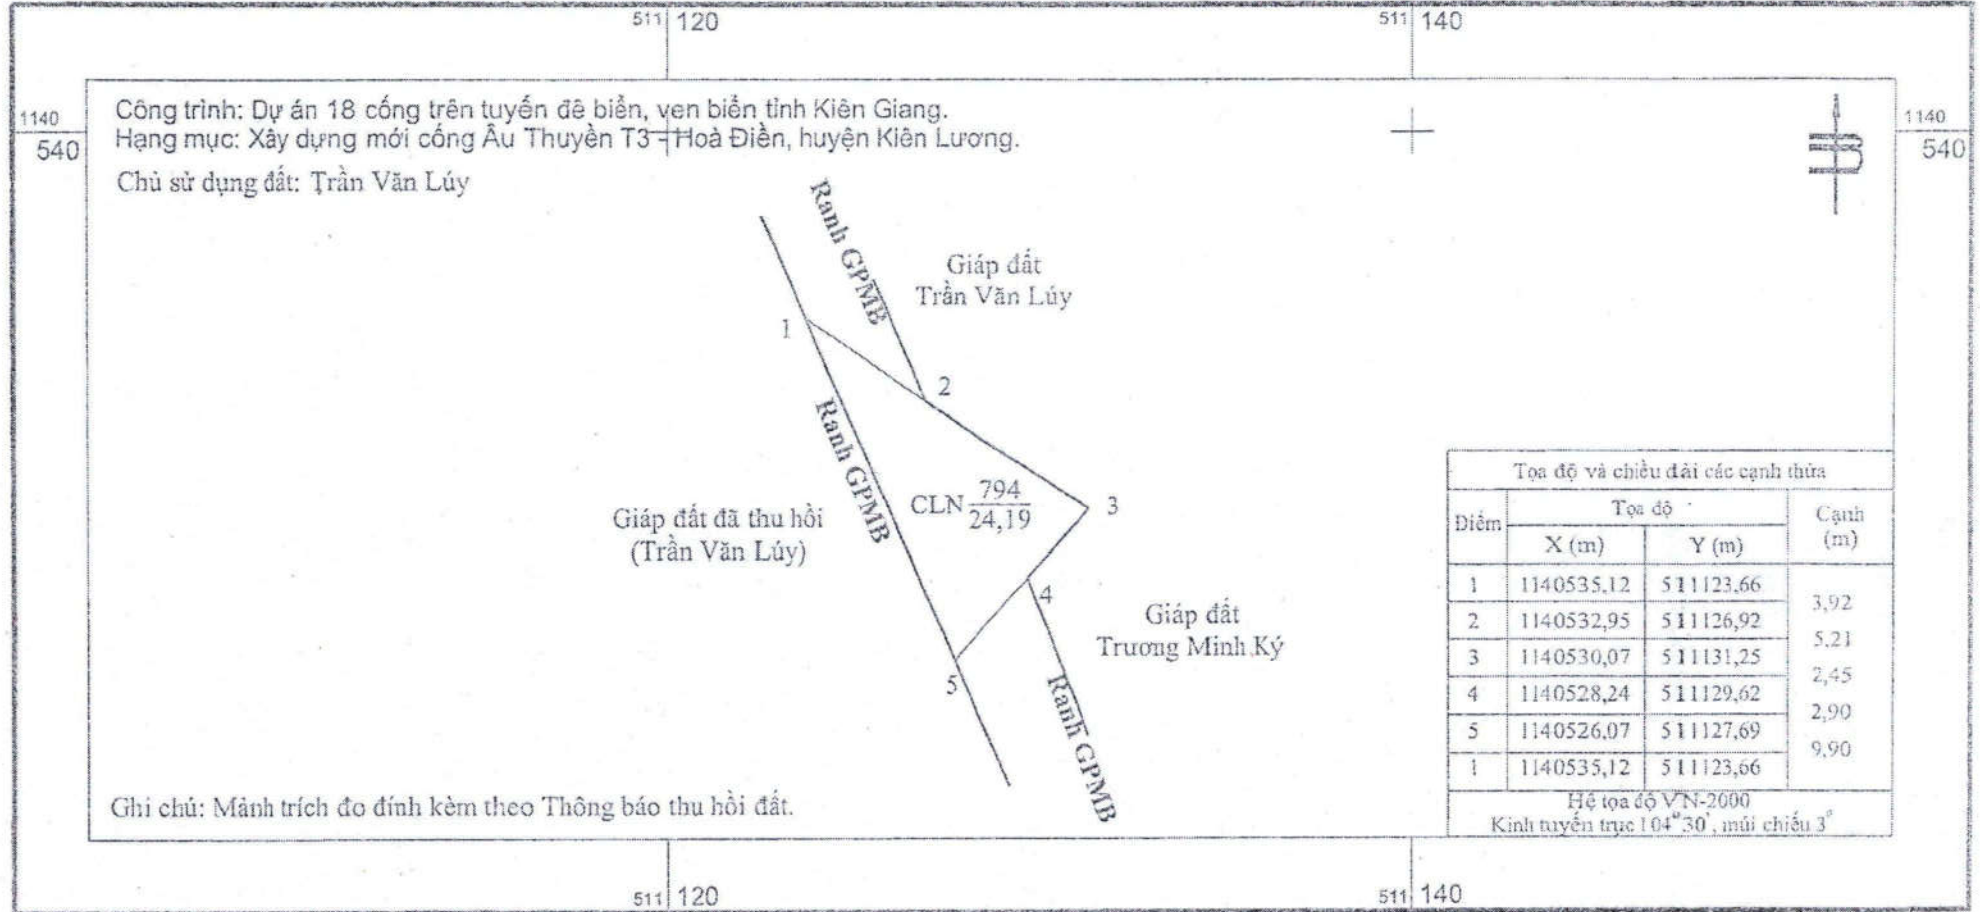 511 120
511 140
1140
540
1140
540
Công trình: Dự án 18 cống trên tuyến đê biển, ven biển tỉnh Kiên Giang.
Hạng mục: Xây dựng mới cống Âu Thuyền T3 - Hoà Điền, huyện Kiên Lương.
Chủ sử dụng đất: Trần Văn Lúy
Ranh GPMB
Giáp đất
Trần Văn Lúy
1
2
Ranh GPMB
CLN 794
24,19
3
Giáp đất đã thu hồi
(Trần Văn Lúy)
4
Giáp đất
Trương Minh Ký
5
Ranh GPMB
Tọa độ và chiều dài các cạnh thửa
Điểm Tọa độ Cạnh
(m)
X (m) Y (m)
1 1140535,12 511123,66
3,92
2 1140532,95 511126,92
5,21
3 1140530,07 511131,25
2,45
4 1140528,24 511129,62
2,90
5 1140526,07 511127,69
9,90
1 1140535,12 511123,66
Hệ tọa độ VN-2000
Kinh tuyến trục 104°30', múi chiếu 3°
Ghi chú: Mảnh trích đo đính kèm theo Thông báo thu hồi đất.
511 120
511 140